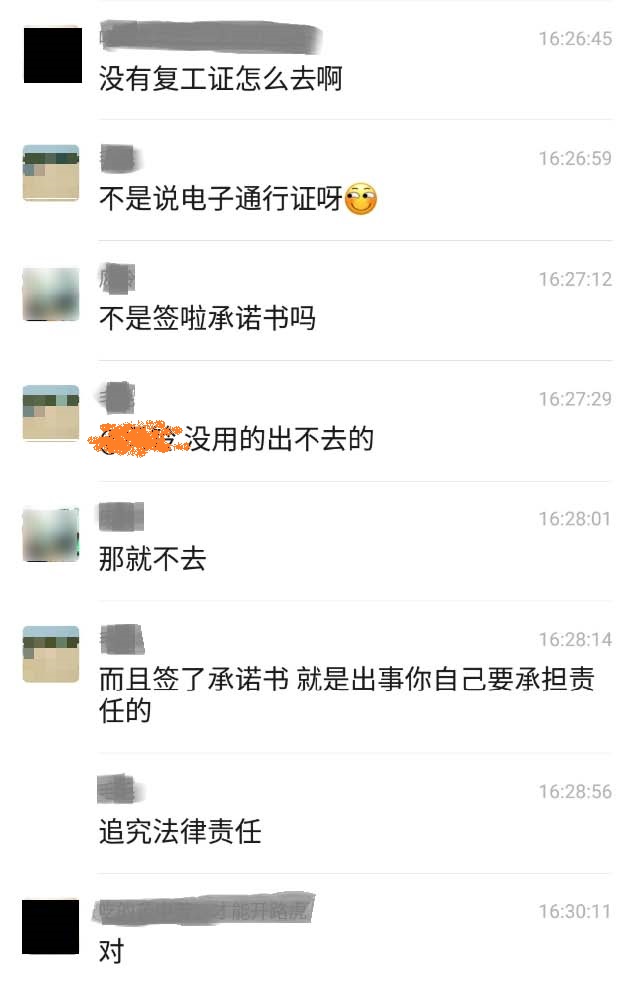 16:26:45
没有复工证怎么去啊
16:26:59
不是说电子通行证呀
16:27:12
不是签啦承诺书吗
16:27:29
没用的出不去的
16:28:01
那就不去
16:28:14
而且签了承诺书 就是出事你自己要承担责
任的
16:28:56
追究法律责任
才能开路虎 16:30:11
对